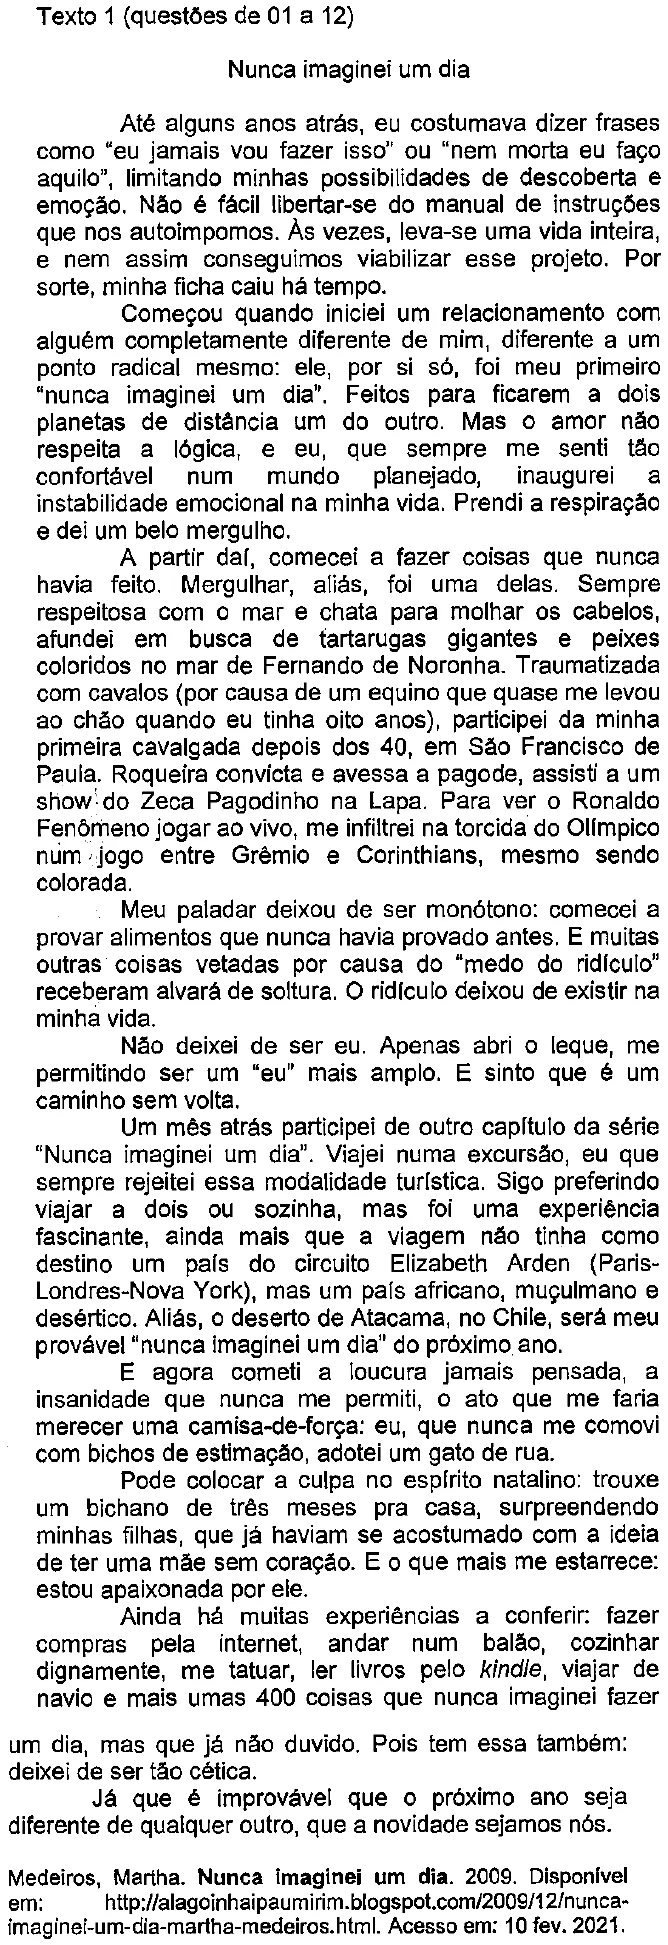 Texto 1 (questões de 01 a 12)
Nunca imaginei um dia
Até alguns anos atrás, eu costumava dizer frases
como “eu jamais vou fazer isso” ou “nem morta eu faço
aquilo”, limitando minhas possibilidades de descoberta e
emoção. Não é fácil libertar-se do manual de instruções
que nos autoimpomos. Às vezes, leva-se uma vida inteira,
e nem assim conseguimos viabilizar esse projeto. Por
sorte, minha ficha caiu há tempo.
Começou quando iniciei um relacionamento com
alguém completamente diferente de mim, diferente a um
ponto radical mesmo: ele, por si só, foi meu primeiro
“nunca imaginei um dia”. Feitos para ficarem a dois
planetas de distância um do outro. Mas o amor não
respeita a lógica, e eu, que sempre me senti tão
confortável num mundo planejado, inaugurei a
instabilidade emocional na minha vida. Prendi a respiração
e dei um belo mergulho.
A partir daí, comecei a fazer coisas que nunca
havia feito. Mergulhar, aliás, foi uma delas. Sempre
respeitosa com o mar e chata para molhar os cabelos,
afundei em busca de tartarugas gigantes e peixes
coloridos no mar de Fernando de Noronha. Traumatizada
com cavalos (por causa de um equino que quase me levou
ao chão quando eu tinha oito anos), participei da minha
primeira cavalgada depois dos 40, em São Francisco de
Paula. Roqueira convicta e avessa a pagode, assisti a um
show do Zeca Pagodinho na Lapa. Para ver o Ronaldo
Fenômeno jogar ao vivo, me infiltrei na torcida do Olímpico
num jogo entre Grêmio e Corinthians, mesmo sendo
colorada.
Meu paladar deixou de ser monótono: comecei a
provar alimentos que nunca havia provado antes. E muitas
outras coisas vetadas por causa do “medo do ridículo”
receberam alvará de soltura. O ridículo deixou de existir na
minha vida.
Não deixei de ser eu. Apenas abri o leque, me
permitindo ser um “eu” mais amplo. E sinto que é um
caminho sem volta.
Um mês atrás participei de outro capítulo da série
“Nunca imaginei um dia”. Viajei numa excursão, eu que
sempre rejeitei essa modalidade turística. Sigo preferindo
viajar a dois ou sozinha, mas foi uma experiência
fascinante, ainda mais que a viagem não tinha como
destino um país do circuito Elizabeth Arden (Paris-
Londres-Nova York), mas um país africano, muçulmano e
desértico. Aliás, o deserto de Atacama, no Chile, será meu
provável “nunca imaginei um dia” do próximo ano.
E agora cometi a loucura jamais pensada, a
insanidade que nunca me permiti, o ato que me faria
merecer uma camisa-de-força: eu, que nunca me comovi
com bichos de estimação, adotei um gato de rua.
Pode colocar a culpa no espírito natalino: trouxe
um bichano de três meses pra casa, surpreendendo
minhas filhas, que já haviam se acostumado com a ideia
de ter uma mãe sem coração. E o que mais me estarrece:
estou apaixonada por ele.
Ainda há muitas experiências a conferir: fazer
compras pela internet, andar num balão, cozinhar
dignamente, me tatuar, ler livros pelo kindle, viajar de
navio e mais umas 400 coisas que nunca imaginei fazer
um dia, mas que já não duvido. Pois tem essa também:
deixei de ser tão cética.
Já que é improvável que o próximo ano seja
diferente de qualquer outro, que a novidade sejamos nós.
Medeiros, Martha. Nunca imaginei um dia. 2009. Disponível
em: http://alagoinhaipaumirim.blogspot.com/2009/12/nunca-
imaginei-um-dia-martha-medeiros.html. Acesso em: 10 fev. 2021.